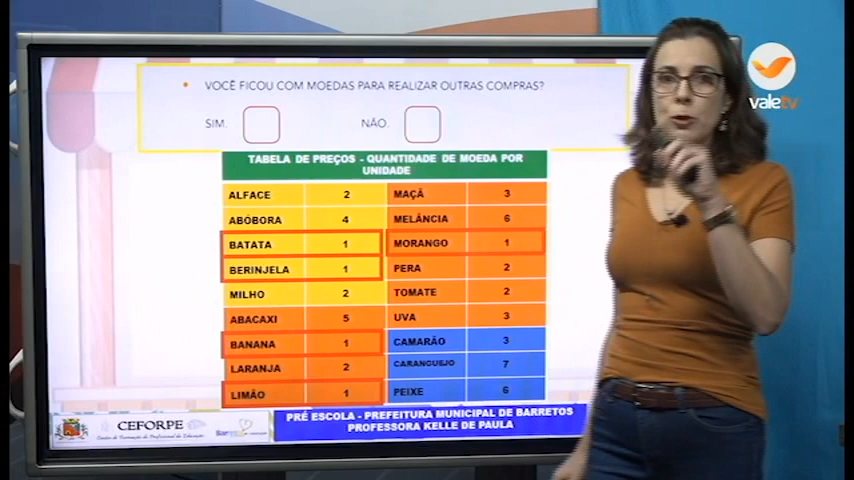 • VOCÊ FICOU COM MOEDAS PARA REALIZAR OUTRAS COMPRAS?
SIM. NÃO.
TABELA DE PREÇOS - QUANTIDADE DE MOEDA POR
UNIDADE
ALFACE 2 MAÇÃ 3
ABÓBORA 4 MELÂNCIA 6
BATATA 1 MORANGO 1
BERINJELA 1 PERA 2
MILHO 2 TOMATE 2
ABACAXI 5 UVA 3
BANANA 1 CAMARÃO 3
LARANJA 2 CARANGUEJO 7
LIMÃO 1 PEIXE 6
CEFORPE
PRÉ ESCOLA - PREFEITURA MUNICIPAL DE BARRETOS
PROFESSORA KELLE DE PAULA
valetv